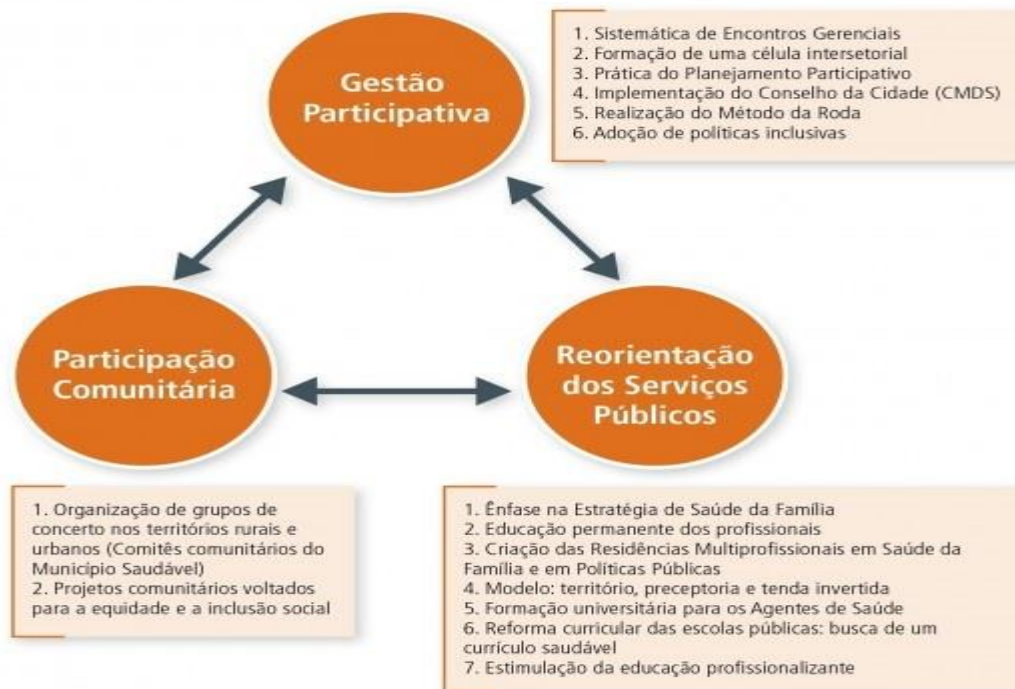 Gestão
Participativa
1. Sistemática de Encontros Gerenciais
2. Formação de uma célula intersetorial
3. Prática do Planejamento Participativo
4. Implementação do Conselho da Cidade (CMDS)
5. Realização do Método da Roda
6. Adoção de políticas inclusivas
Participação
Comunitária
Reorientação
dos Serviços
Públicos
1. Organização de grupos de
concerto nos territórios rurais e
urbanos (Comitês comunitários do
Município Saudável)
2. Projetos comunitários voltados
para a equidade e a inclusão social
1. Ênfase na Estratégia de Saúde da Família
2. Educação permanente dos profissionais
3. Criação das Residências Multiprofissionais em Saúde da
Família e em Políticas Públicas
4. Modelo: território, preceptoria e tenda invertida
5. Formação universitária para os Agentes de Saúde
6. Reforma curricular das escolas públicas: busca de um
currículo saudável
7. Estimulação da educação profissionalizante